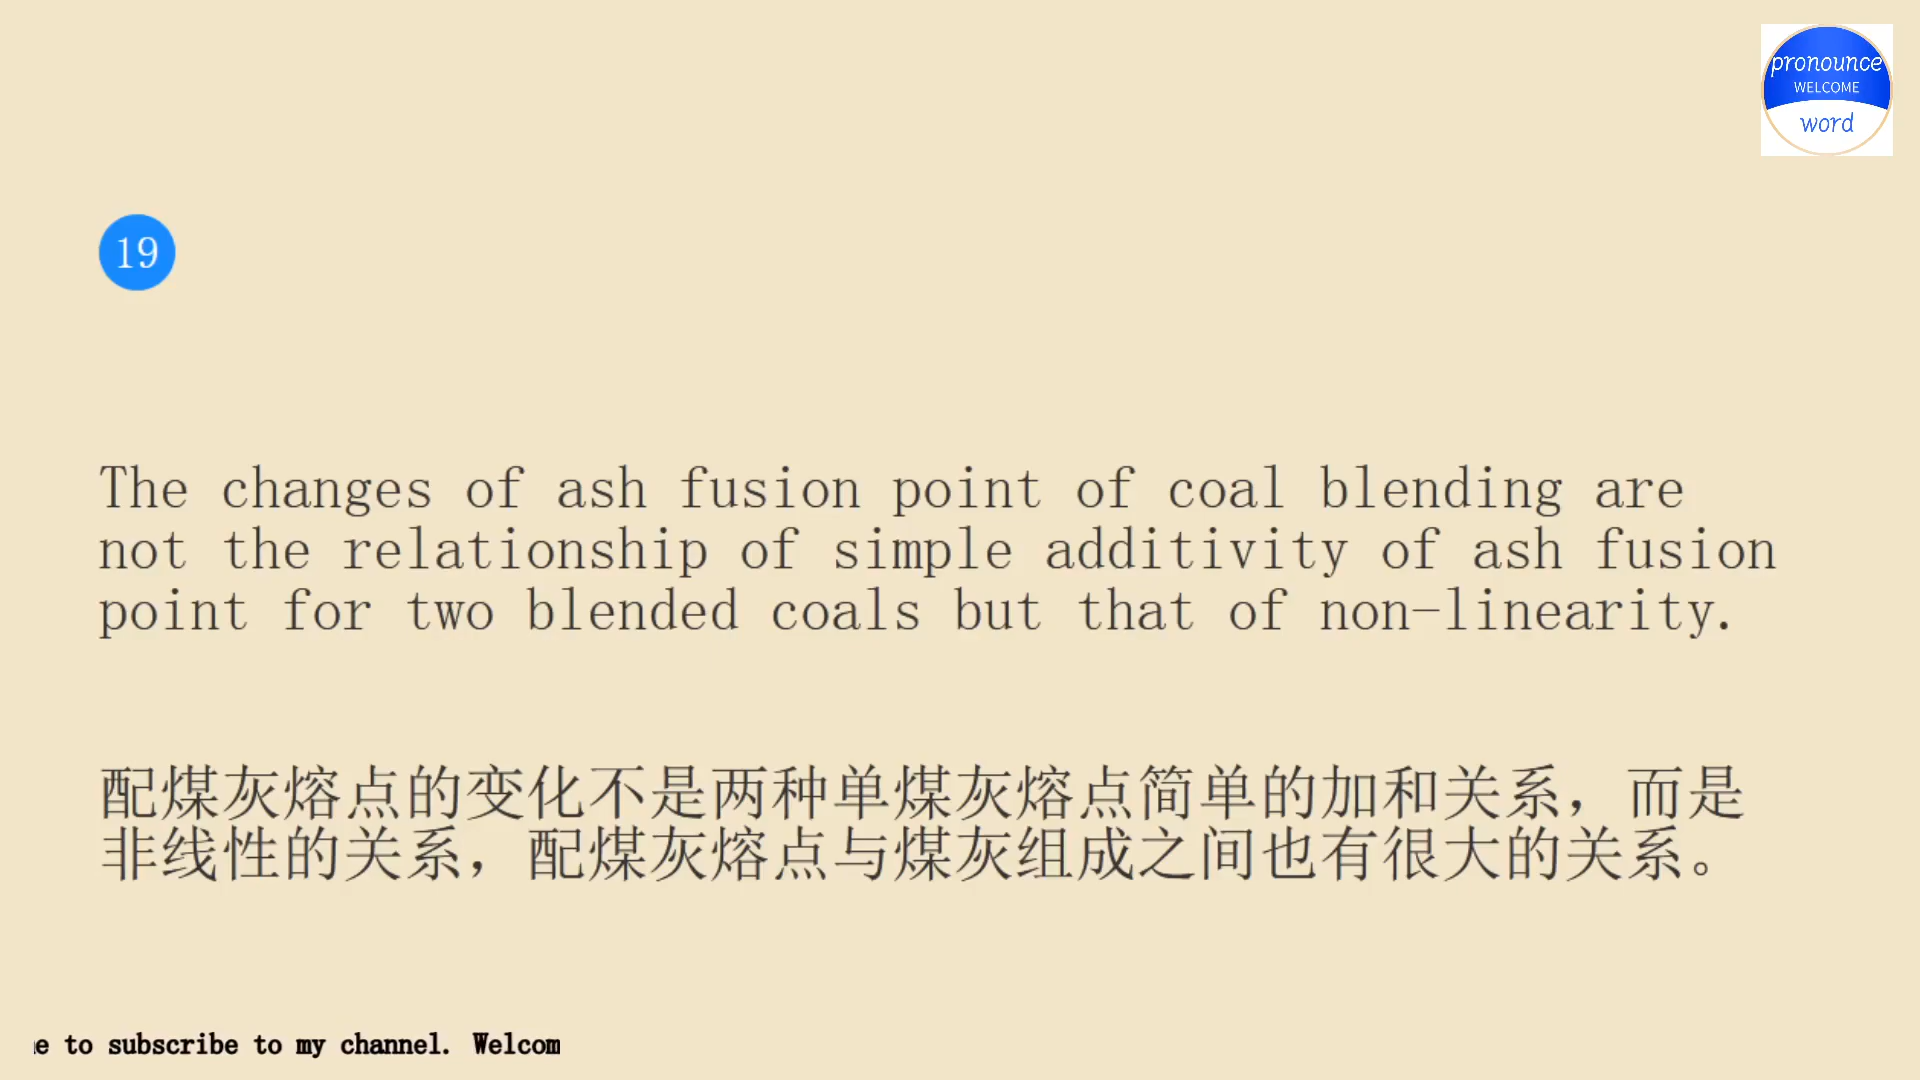 pronounce
WELCOME
word
19
The changes of ash fusion point of coal blending are
not the relationship of simple additivity of ash fusion
point for two blended coals but that of non-linearity.
配煤灰熔点的变化不是两种单煤灰熔点简单的加和关系，而是
非线性的关系，配煤灰熔点与煤灰组成之间也有很大的关系。
e to subscribe to my channel. Welcom